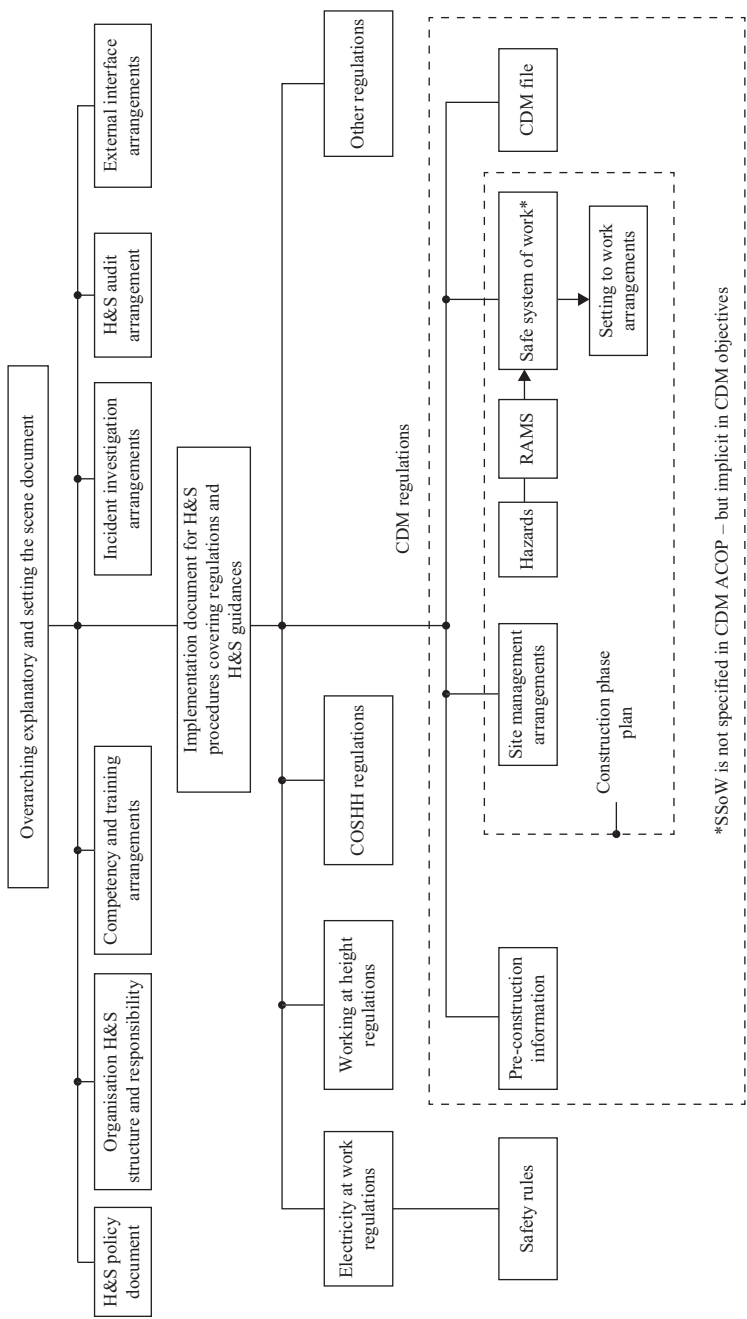 Overarching explanatory and setting the scene document
H&S policy
document
Organisation H&S
structure and responsibility
Competency and training
arrangements
Incident investigation
arrangements
H&S audit
arrangement
External interface
arrangements
Implementation document for H&S
procedures covering regulations and
H&S guidances
Electricity at work
regulations
Working at height
regulations
COSHH regulations
Other regulations
Safety rules
CDM regulations
Pre-construction
information
Site management
arrangements
Hazards
RAMS
Safe system of work*
CDM file
Setting to work
arrangements
Construction phase
plan
*SSoW is not specified in CDM ACOP – but implicit in CDM objectives